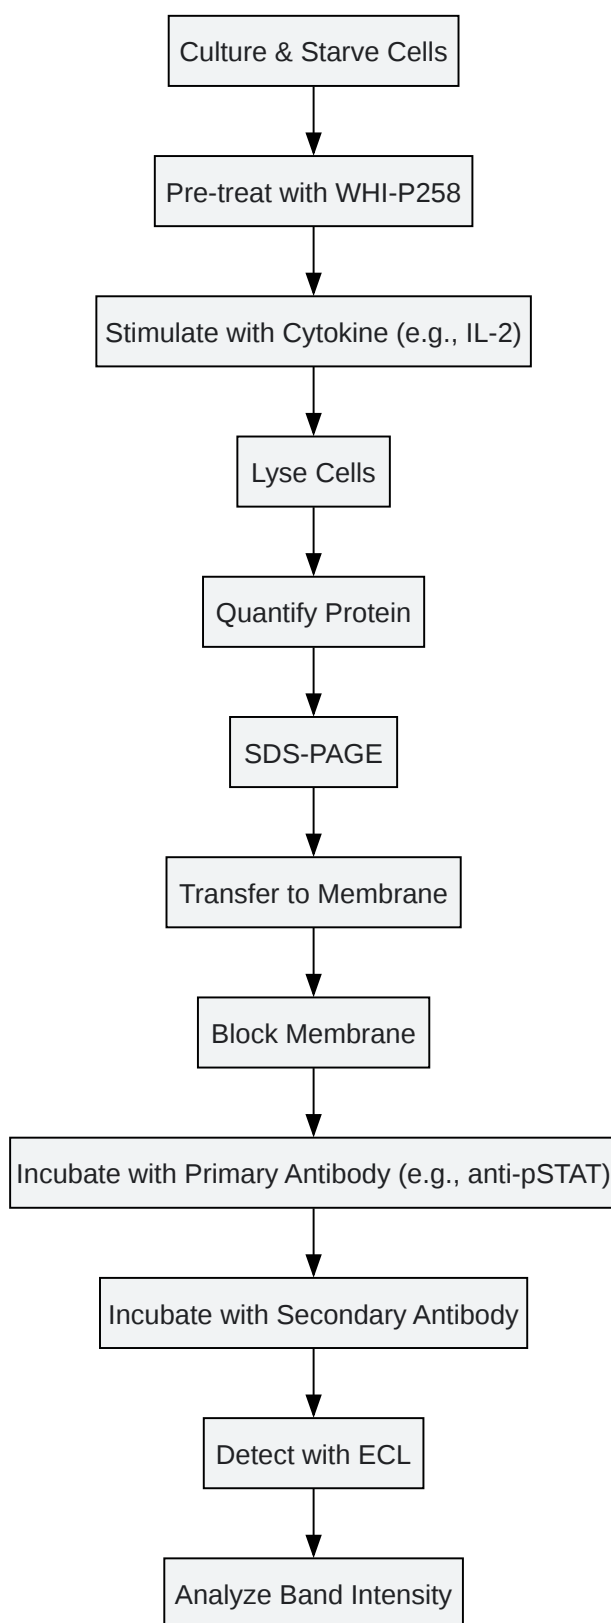 Culture & Starve Cells
Pre-treat with WHI-P258
Stimulate with Cytokine (e.g., IL-2)
Lyse Cells
Quantify Protein
SDS-PAGE
Transfer to Membrane
Block Membrane
Incubate with Primary Antibody (e.g., anti-pSTAT)
Incubate with Secondary Antibody
Detect with ECL
Analyze Band Intensity